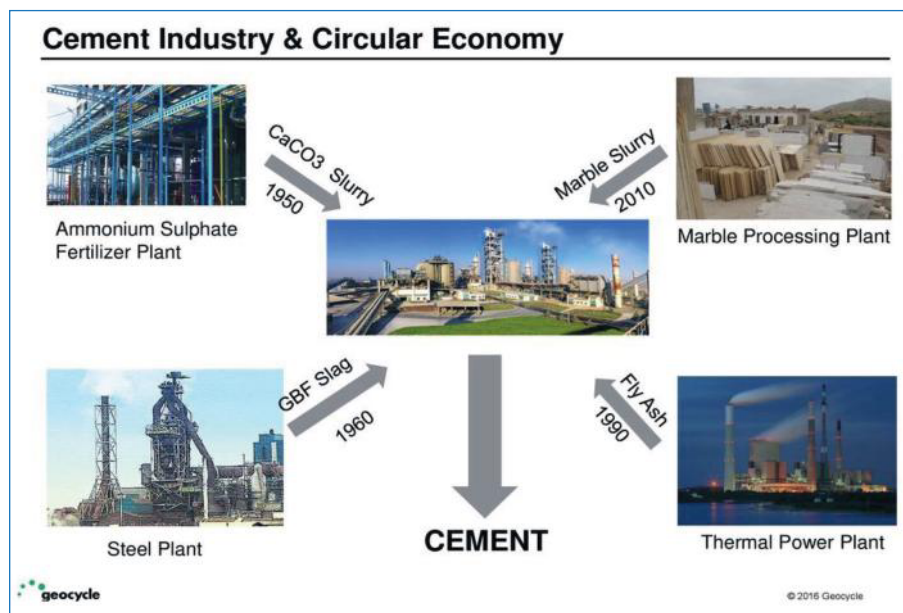 Cement Industry & Circular Economy
CaCO3 Slurry
1950
Marble Slurry
2010
Ammonium Sulphate
Fertilizer Plant
Marble Processing Plant
GBF Slag
1960
Fly Ash
1990
Steel Plant
CEMENT
Thermal Power Plant
geocycle
© 2016 Geocycle